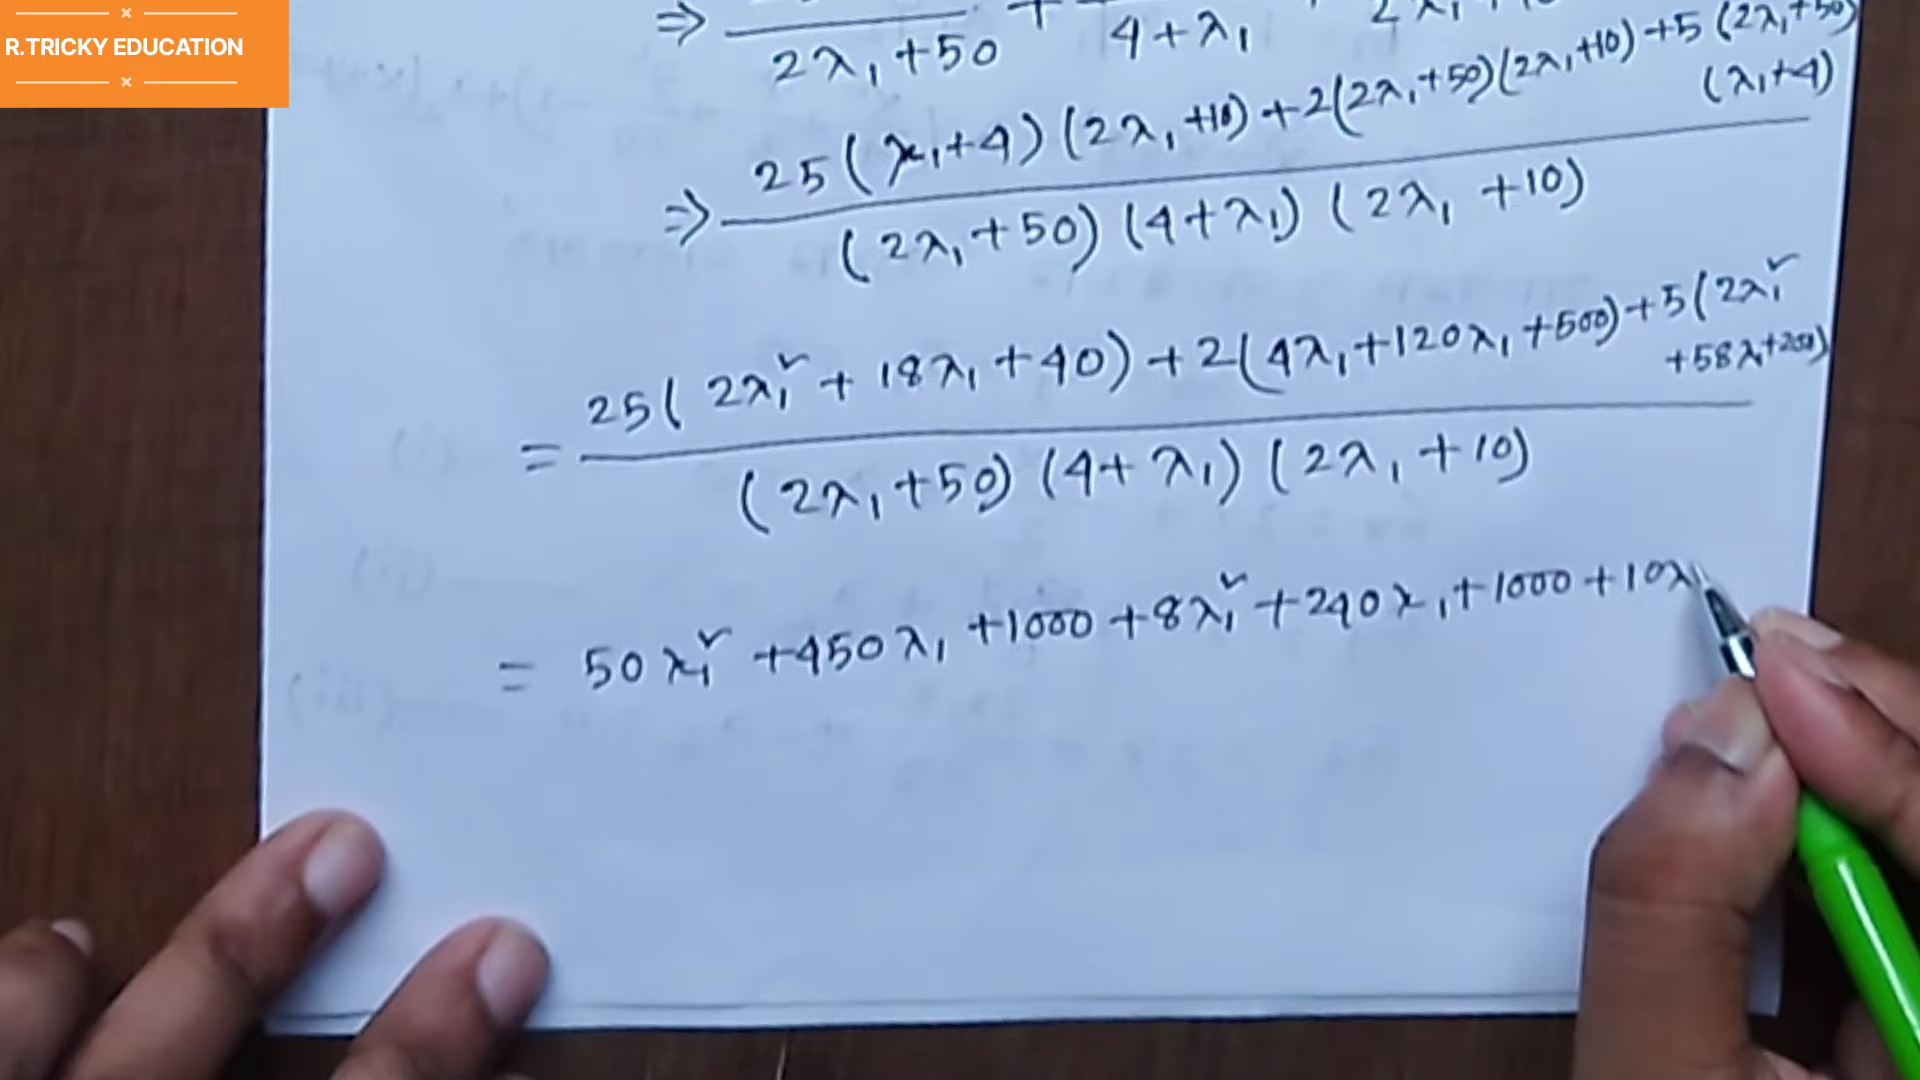 R.TRICKY EDUCATION
⇒ 2λ₁+50 + 4+λ₁
⇒ 25(λ₁+4)(2λ₁+10)+2(2λ₁+50)(2λ₁+10)+5(2λ₁+50)
(λ₁+4)
(2λ₁+50)(4+λ₁)(2λ₁+10)
= 25(2λ₁²+18λ₁+40)+2(4λ₁+120λ₁+500)+5(2λ₁²
+58λ₁+200)
(2λ₁+50)(4+λ₁)(2λ₁+10)
= 50λ₁²+450λ₁+1000+8λ₁²+240λ₁+1000+10λ₁